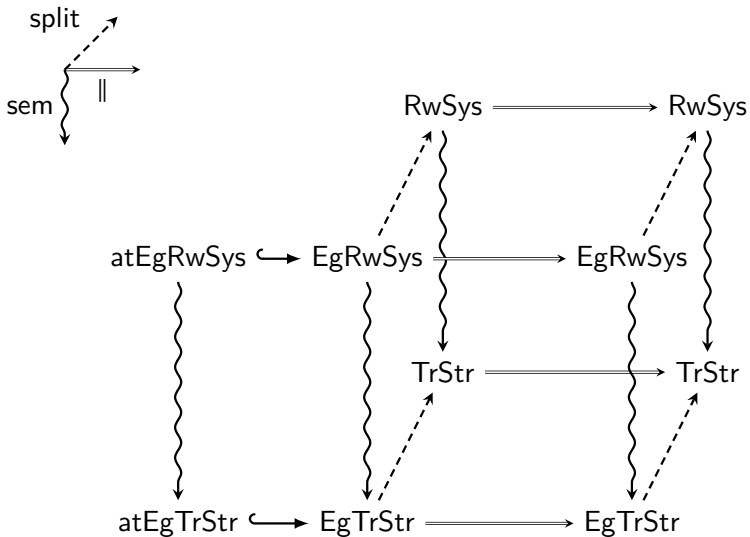 split
sem
∥
RwSys RwSys
atEgRwSys EgRwSys EgRwSys
TrStr TrStr
atEgTrStr EgTrStr EgTrStr